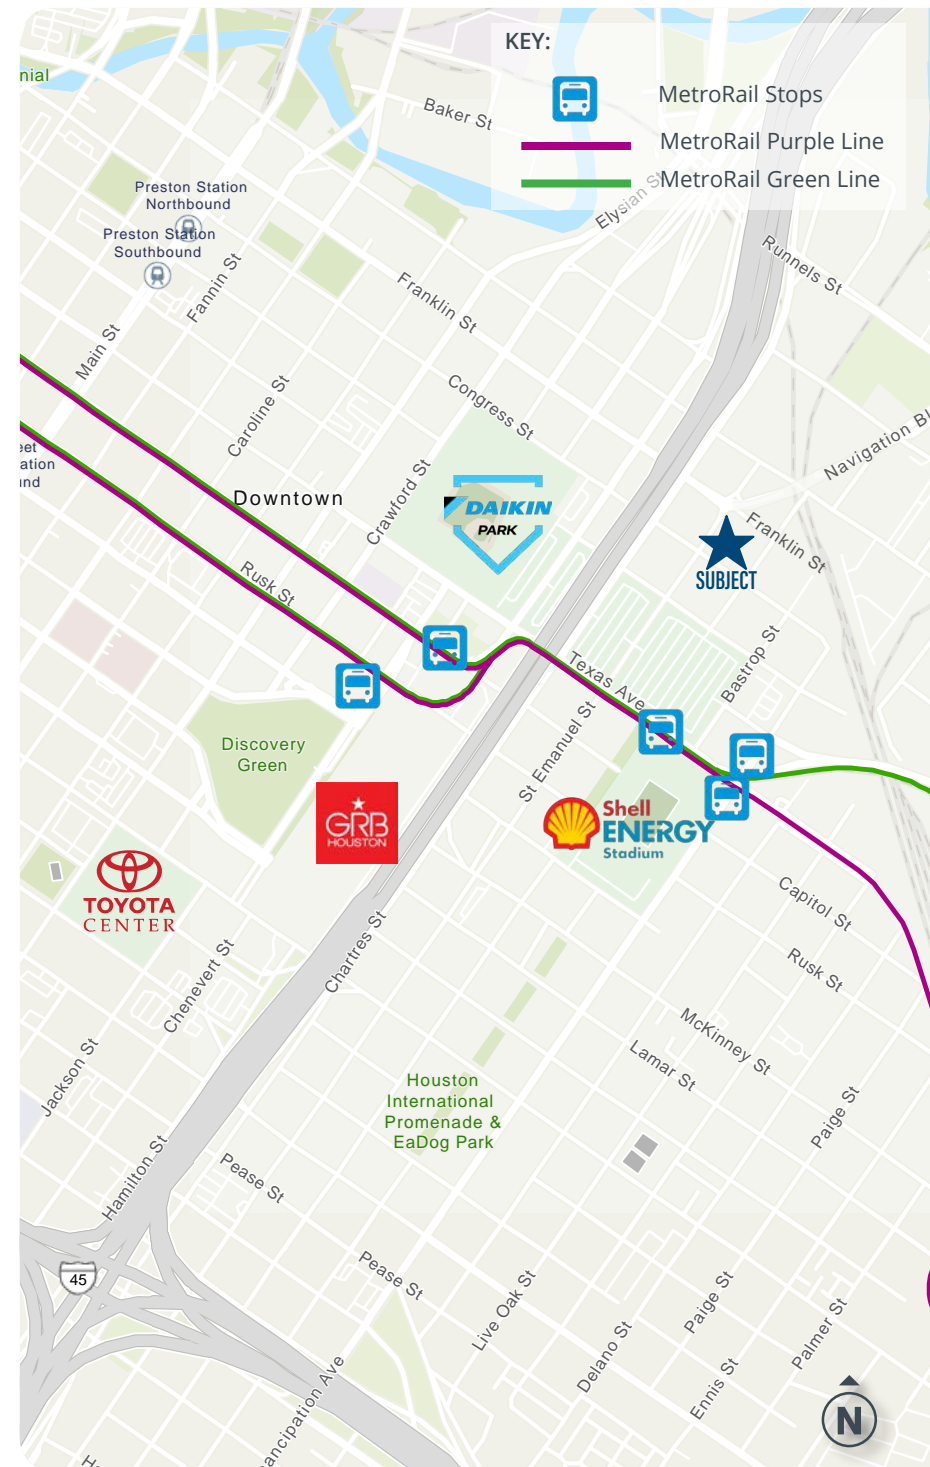 KEY:
MetroRail Stops
MetroRail Purple Line
MetroRail Green Line
nial
Baker St
Preston Station
Northbound
Preston Station
Southbound
Elysian St
Runnels St
Fannin St
Franklin St
Main St
Caroline St
Congress St
Navigation Bl
eet
ation
und
Downtown
Crawford St
DAIKIN
PARK
Franklin St
SUBJECT
Rusk St
Texas Ave
Bastrop St
St Emanuel St
Discovery
Green
GRB
HOUSTON
Shell
ENERGY
Stadium
TOYOTA
CENTER
Capitol St
Chartres St
Chenevert St
Rusk St
McKinney St
Lamar St
Jackson St
Houston
International
Promenade &
EaDog Park
Paige St
Hamilton St
Pease St
45
Pease St
Live Oak St
Paige St
Palmer St
Delano St
Ennis St
ancipation Ave
H
N